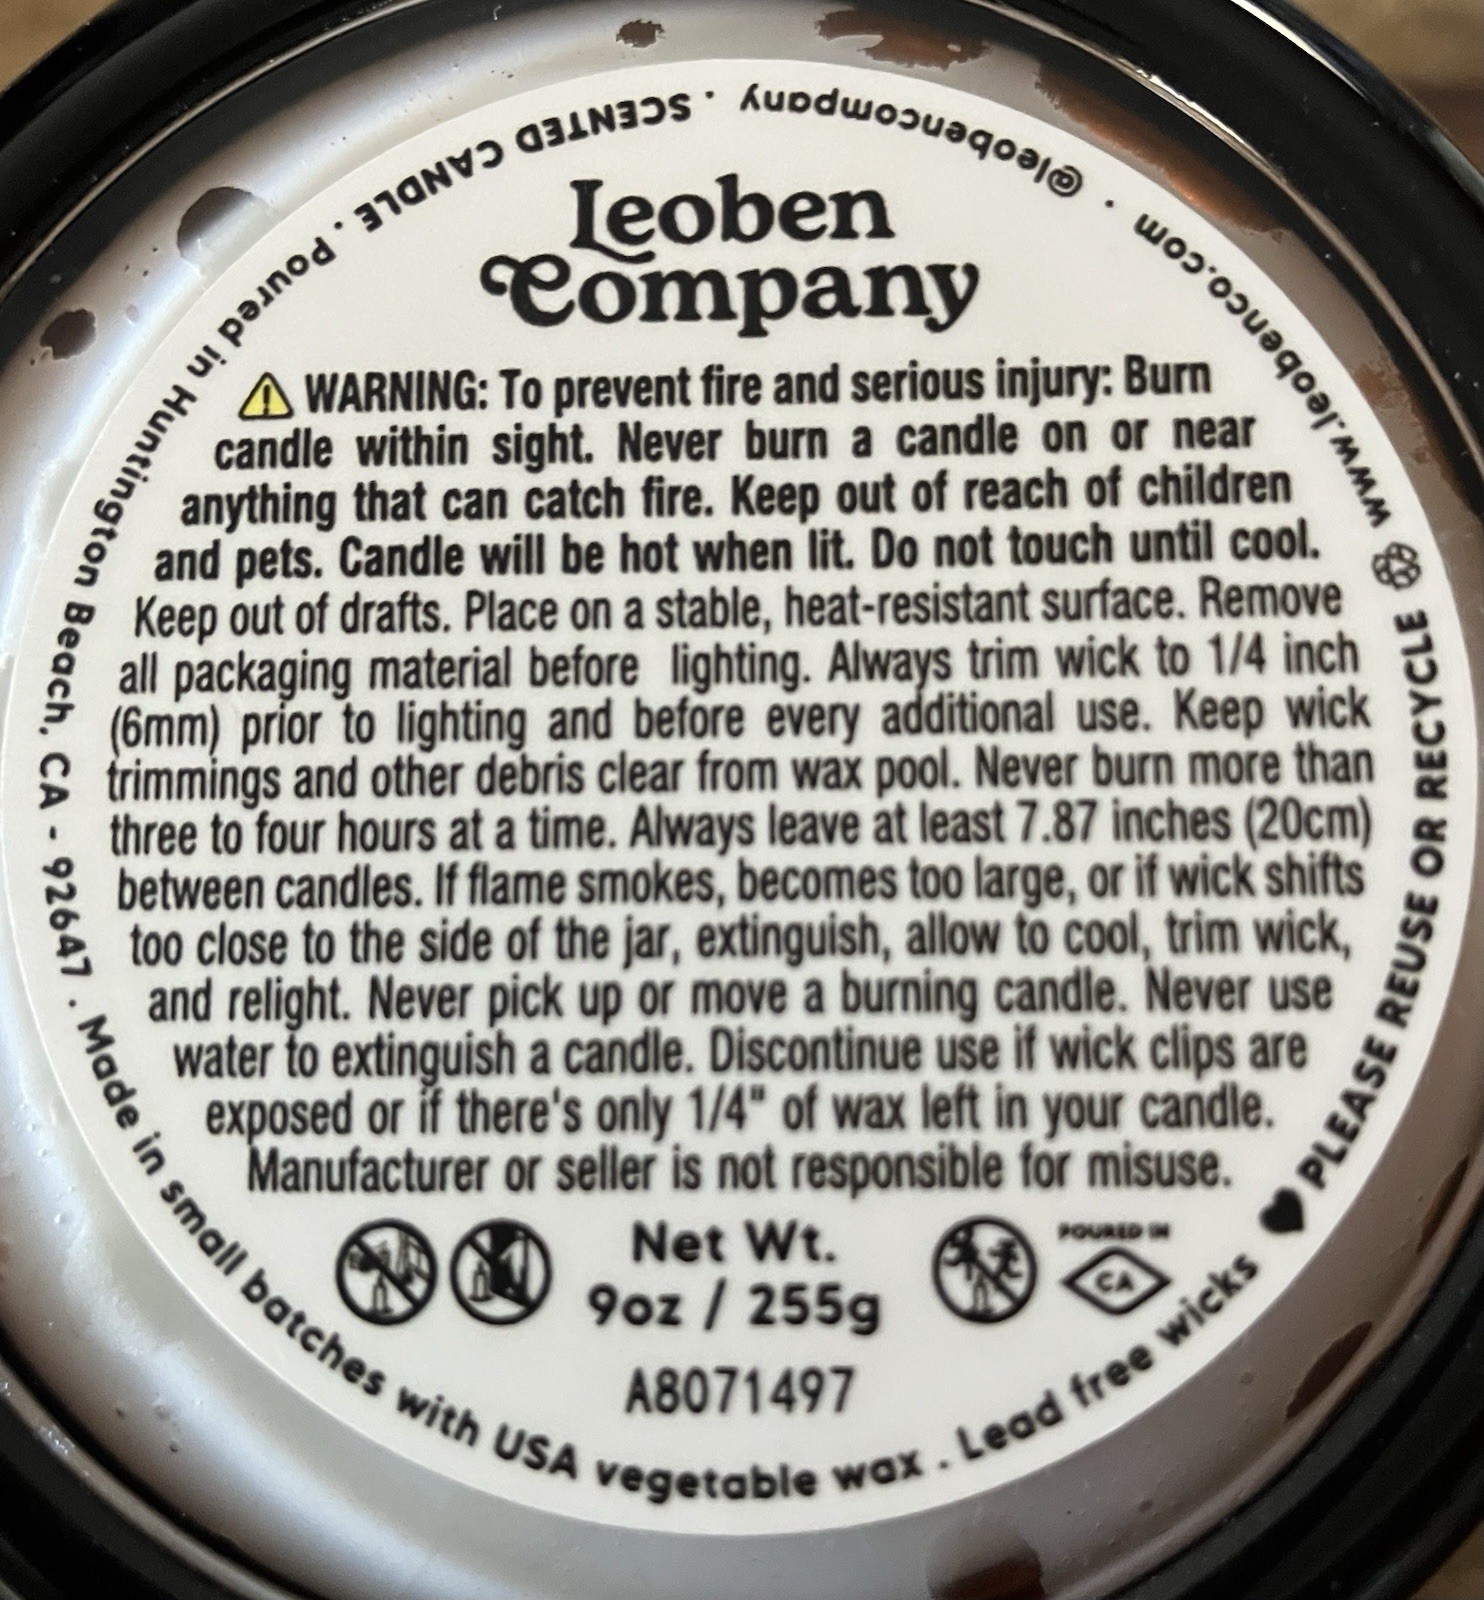 Leoben
Company
WARNING: To prevent fire and serious injury: Burn
candle within sight. Never burn a candle on or near
anything that can catch fire. Keep out of reach of children
and pets. Candle will be hot when lit. Do not touch until cool.
Keep out of drafts. Place on a stable, heat-resistant surface. Remove
all packaging material before lighting. Always trim wick to 1/4 inch
(6mm) prior to lighting and before every additional use. Keep wick
trimmings and other debris clear from wax pool. Never burn more than
three to four hours at a time. Always leave at least 7.87 inches (20cm)
between candles. If flame smokes, becomes too large, or if wick shifts
too close to the side of the jar, extinguish, allow to cool, trim wick,
and relight. Never pick up or move a burning candle. Never use
water to extinguish a candle. Discontinue use if wick clips are
exposed or if there's only 1/4" of wax left in your candle.
Manufacturer or seller is not responsible for misuse.
Net Wt.
9oz / 255g
POURED IN
CA
A8071497
SCENTED CANDLE . Poured in Huntington Beach, CA - 92647 . Made in small batches with USA vegetable wax . Lead free wicks ♥ PLEASE REUSE OR RECYCLE ♻ www.leobenco.com · @leobencompany ·